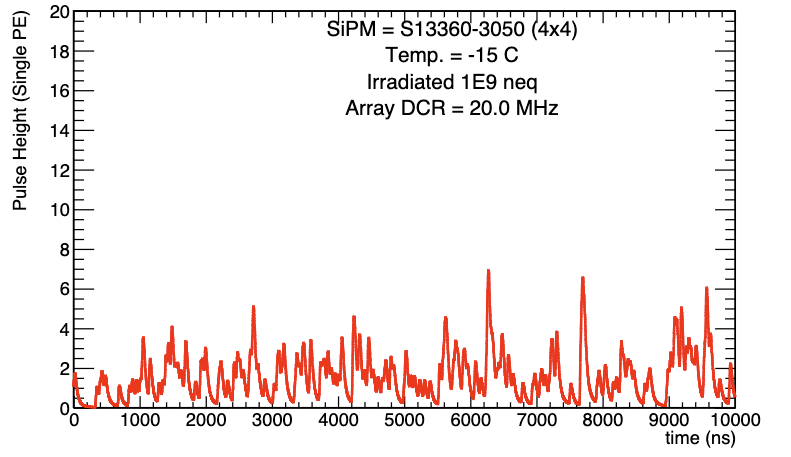 Pulse Height (Single PE)
20
18
16
14
12
10
8
6
4
2
0
SiPM = S13360-3050 (4x4)
Temp. = -15 C
Irradiated 1E9 neq
Array DCR = 20.0 MHz
0 1000 2000 3000 4000 5000 6000 7000 8000 9000 10000
time (ns)